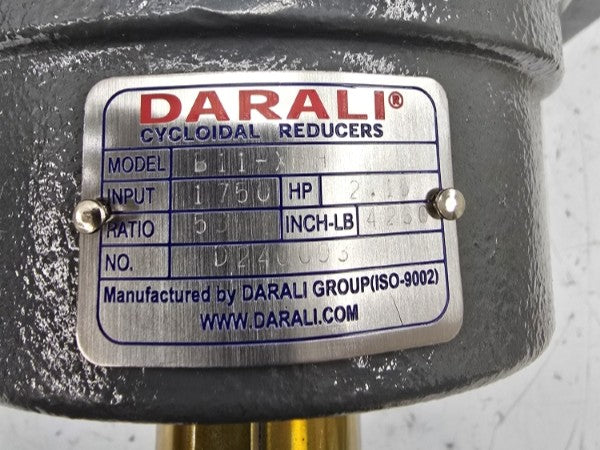 DARALI®
CYCLOIDAL REDUCERS
MODEL
INPUT 1750 HP
RATIO INCH-LB
NO.
Manufactured by DARALI GROUP(ISO-9002)
WWW.DARALI.COM